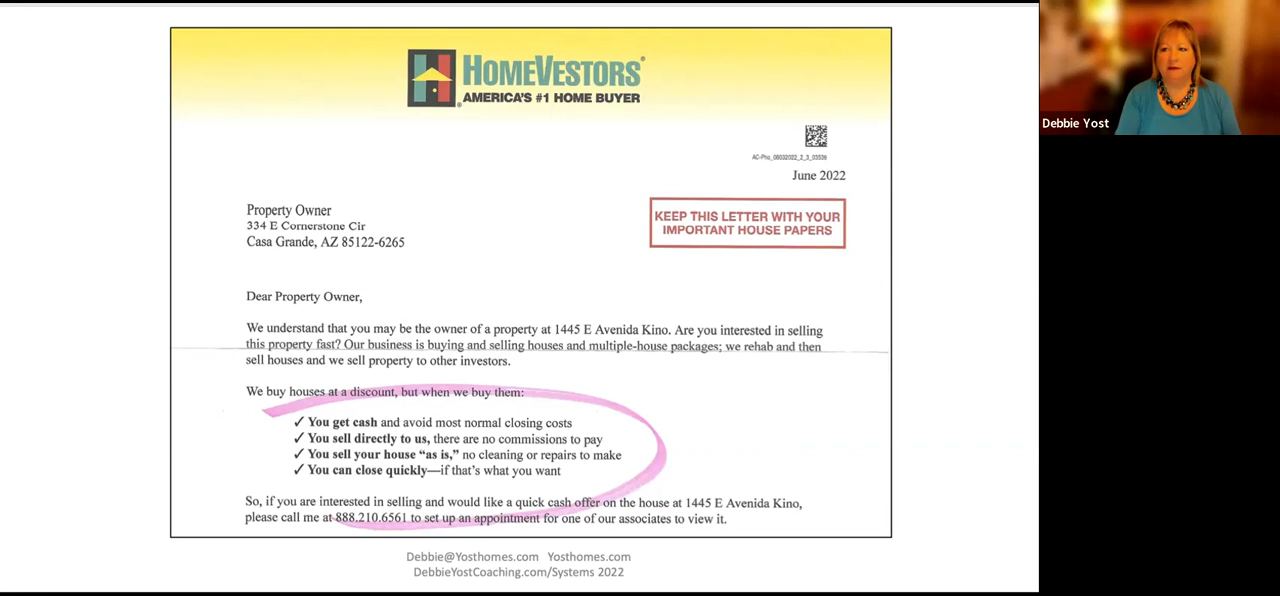 HOMEVESTORS®
AMERICA'S #1 HOME BUYER
AC-Pho_06032022_2_3_03536
June 2022
Property Owner
334 E Cornerstone Cir
Casa Grande, AZ 85122-6265
KEEP THIS LETTER WITH YOUR
IMPORTANT HOUSE PAPERS
Dear Property Owner,
We understand that you may be the owner of a property at 1445 E Avenida Kino. Are you interested in selling
this property fast? Our business is buying and selling houses and multiple-house packages; we rehab and then
sell houses and we sell property to other investors.
We buy houses at a discount, but when we buy them:
✓ You get cash and avoid most normal closing costs
✓ You sell directly to us, there are no commissions to pay
✓ You sell your house “as is,” no cleaning or repairs to make
✓ You can close quickly—if that's what you want
So, if you are interested in selling and would like a quick cash offer on the house at 1445 E Avenida Kino,
please call me at 888.210.6561 to set up an appointment for one of our associates to view it.
Debbie@Yosthomes.com Yosthomes.com
DebbieYostCoaching.com/Systems 2022
Debbie Yost